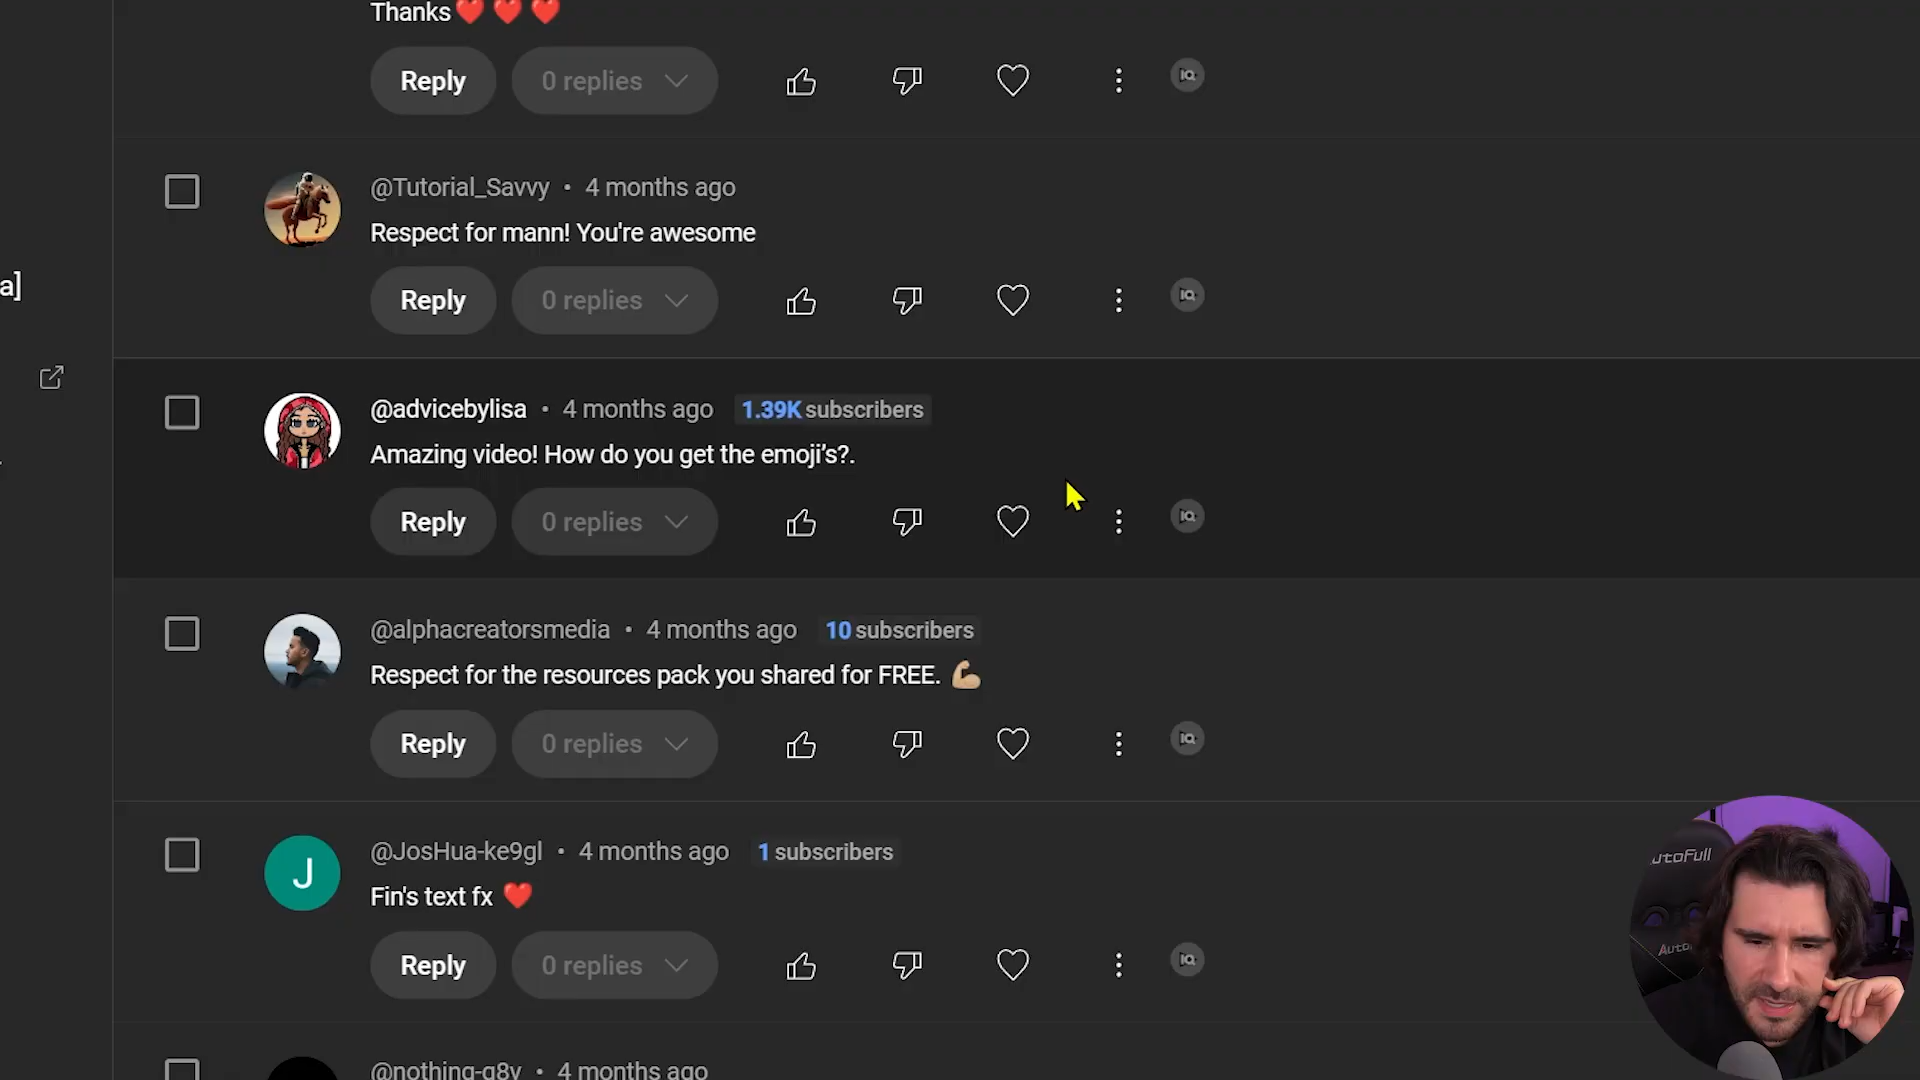 Thanks❤️ ❤️ ❤️
Reply 0 replies
@Tutorial_Savvy • 4 months ago
Respect for mann! You're awesome
Reply 0 replies
a]
@advicebylisa • 4 months ago 1.39K subscribers
Amazing video! How do you get the emoji's?.
Reply 0 replies
@alphacreatorsmedia • 4 months ago 10 subscribers
Respect for the resources pack you shared for FREE. 💪🏼
Reply 0 replies
@JosHua-ke9gl • 4 months ago 1 subscribers
J
Fin's text fx ❤️
Reply 0 replies
utoFull
Auto
@nothing-g8y • 4 months ago